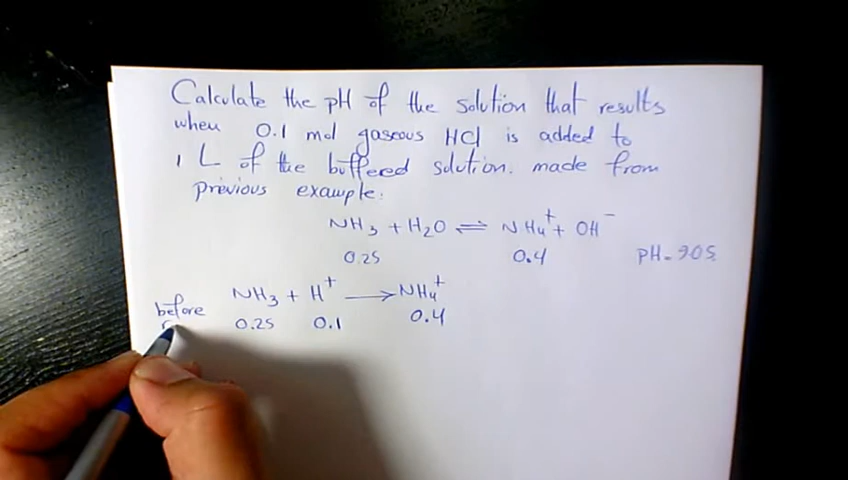 Calculate the pH of the solution that results
when 0.1 mol gaseous HCl is added to
1 L of the buffered solution. made from
previous example.
NH3 + H2O ⇌ NH4+ + OH-
0.25 0.4 pH = 9.05
NH3 + H+ → NH4+
before 0.25 0.1 0.4